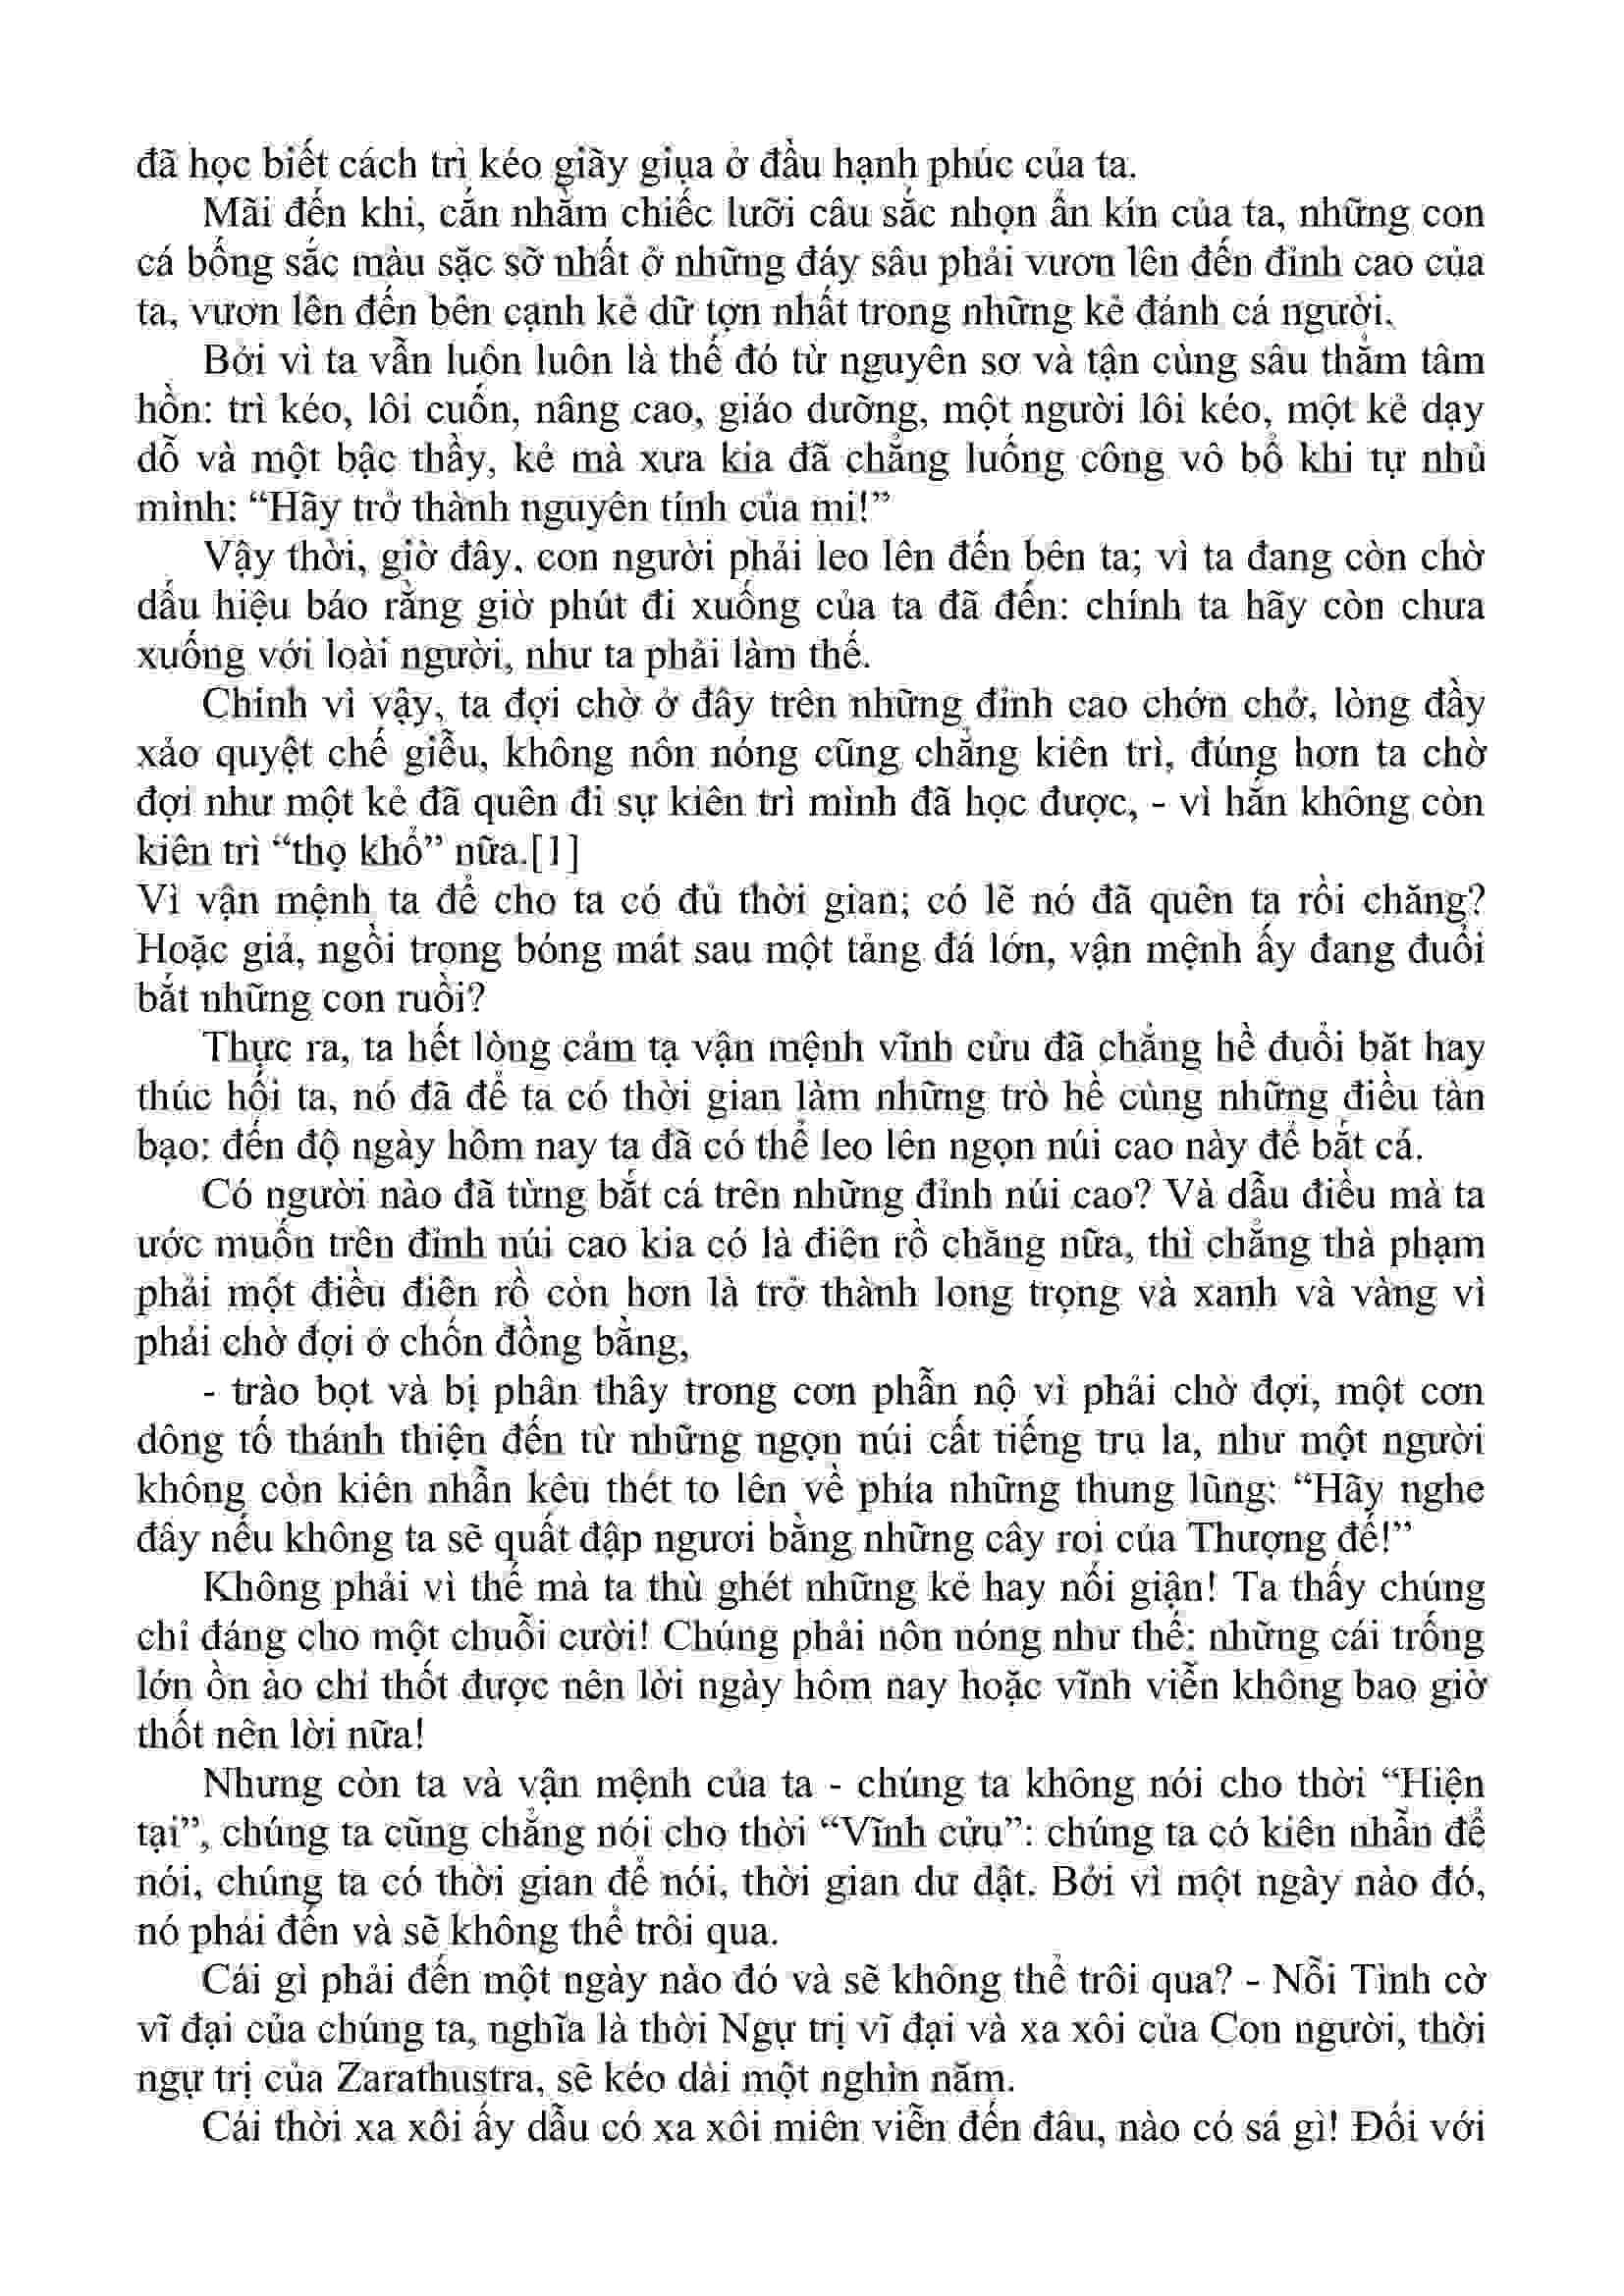 đã học biết cách trì kéo giãy giụa ở đầu hạnh phúc của ta.
Mãi đến khi, cắn nhằm chiếc lưỡi câu sắc nhọn ẩn kín của ta, những con
cá bống sắc màu sặc sỡ nhất ở những đáy sâu phải vươn lên đến đỉnh cao của
ta, vươn lên đến bên cạnh kẻ dữ tợn nhất trong những kẻ đánh cá người.
Bởi vì ta vẫn luôn luôn là thế đó từ nguyên sơ và tận cùng sâu thẳm tâm
hồn: trì kéo, lôi cuốn, nâng cao, giáo dưỡng, một người lôi kéo, một kẻ dạy
dỗ và một bậc thầy, kẻ mà xưa kia đã chẳng luống công vô bổ khi tự nhủ
mình: “Hãy trở thành nguyên tính của mi!”
Vậy thời, giờ đây, con người phải leo lên đến bên ta; vì ta đang còn chờ
dấu hiệu báo rằng giờ phút đi xuống của ta đã đến: chính ta hãy còn chưa
xuống với loài người, như ta phải làm thế.
Chính vì vậy, ta đợi chờ ở đây trên những đỉnh cao chớn chở, lòng đầy
xảo quyệt chế giễu, không nôn nóng cũng chẳng kiên trì, đúng hơn ta chờ
đợi như một kẻ đã quên đi sự kiên trì mình đã học được, - vì hắn không còn
kiên trì “thọ khổ” nữa.[1]
Vì vận mệnh ta để cho ta có đủ thời gian; có lẽ nó đã quên ta rồi chăng?
Hoặc giả, ngồi trong bóng mát sau một tảng đá lớn, vận mệnh ấy đang đuổi
bắt những con ruồi?
Thực ra, ta hết lòng cảm tạ vận mệnh vĩnh cửu đã chẳng hề đuổi bắt hay
thúc hối ta, nó đã để ta có thời gian làm những trò hề cùng những điều tàn
bạo: đến độ ngày hôm nay ta đã có thể leo lên ngọn núi cao này để bắt cá.
Có người nào đã từng bắt cá trên những đỉnh núi cao? Và dẫu điều mà ta
ước muốn trên đỉnh núi cao kia có là điên rồ chăng nữa, thì chẳng thà phạm
phải một điều điên rồ còn hơn là trở thành long trọng và xanh và vàng vì
phải chờ đợi ở chốn đồng bằng,
- trào bọt và bị phân thây trong cơn phẫn nộ vì phải chờ đợi, một cơn
dông tố thánh thiện đến từ những ngọn núi cất tiếng tru la, như một người
không còn kiên nhẫn kêu thét to lên về phía những thung lũng: “Hãy nghe
đây nếu không ta sẽ quất đập ngươi bằng những cây roi của Thượng đế!”
Không phải vì thế mà ta thù ghét những kẻ hay nổi giận! Ta thấy chúng
chỉ đáng cho một chuỗi cười! Chúng phải nôn nóng như thế: những cái trống
lớn ồn ào chỉ thốt được nên lời ngày hôm nay hoặc vĩnh viễn không bao giờ
thốt nên lời nữa!
Nhưng còn ta và vận mệnh của ta - chúng ta không nói cho thời “Hiện
tại”, chúng ta cũng chẳng nói cho thời “Vĩnh cửu”: chúng ta có kiên nhẫn để
nói, chúng ta có thời gian để nói, thời gian dư dật. Bởi vì một ngày nào đó,
nó phải đến và sẽ không thể trôi qua.
Cái gì phải đến một ngày nào đó và sẽ không thể trôi qua? - Nỗi Tình cờ
vĩ đại của chúng ta, nghĩa là thời Ngự trị vĩ đại và xa xôi của Con người, thời
ngự trị của Zarathustra, sẽ kéo dài một nghìn năm.
Cái thời xa xôi ấy dẫu có xa xôi miên viễn đến đâu, nào có sá gì! Đối với